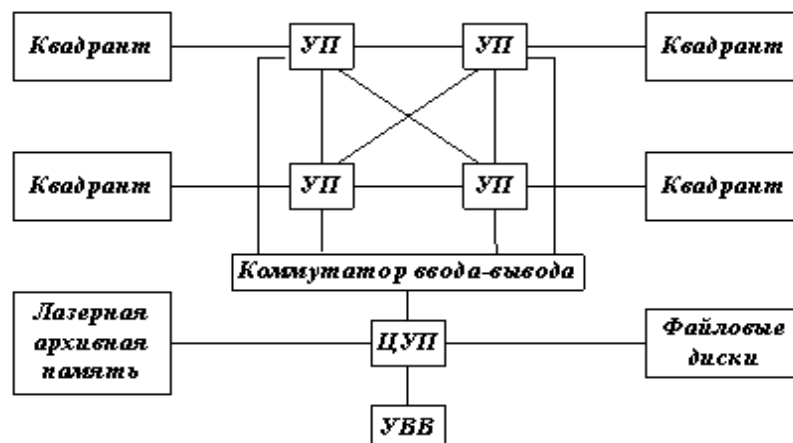 Квадрант
УП
УП
Квадрант
Квадрант
УП
УП
Квадрант
Коммутатор ввода-вывода
Лазерная
архивная
память
ЦУП
Файловые
диски
УВВ